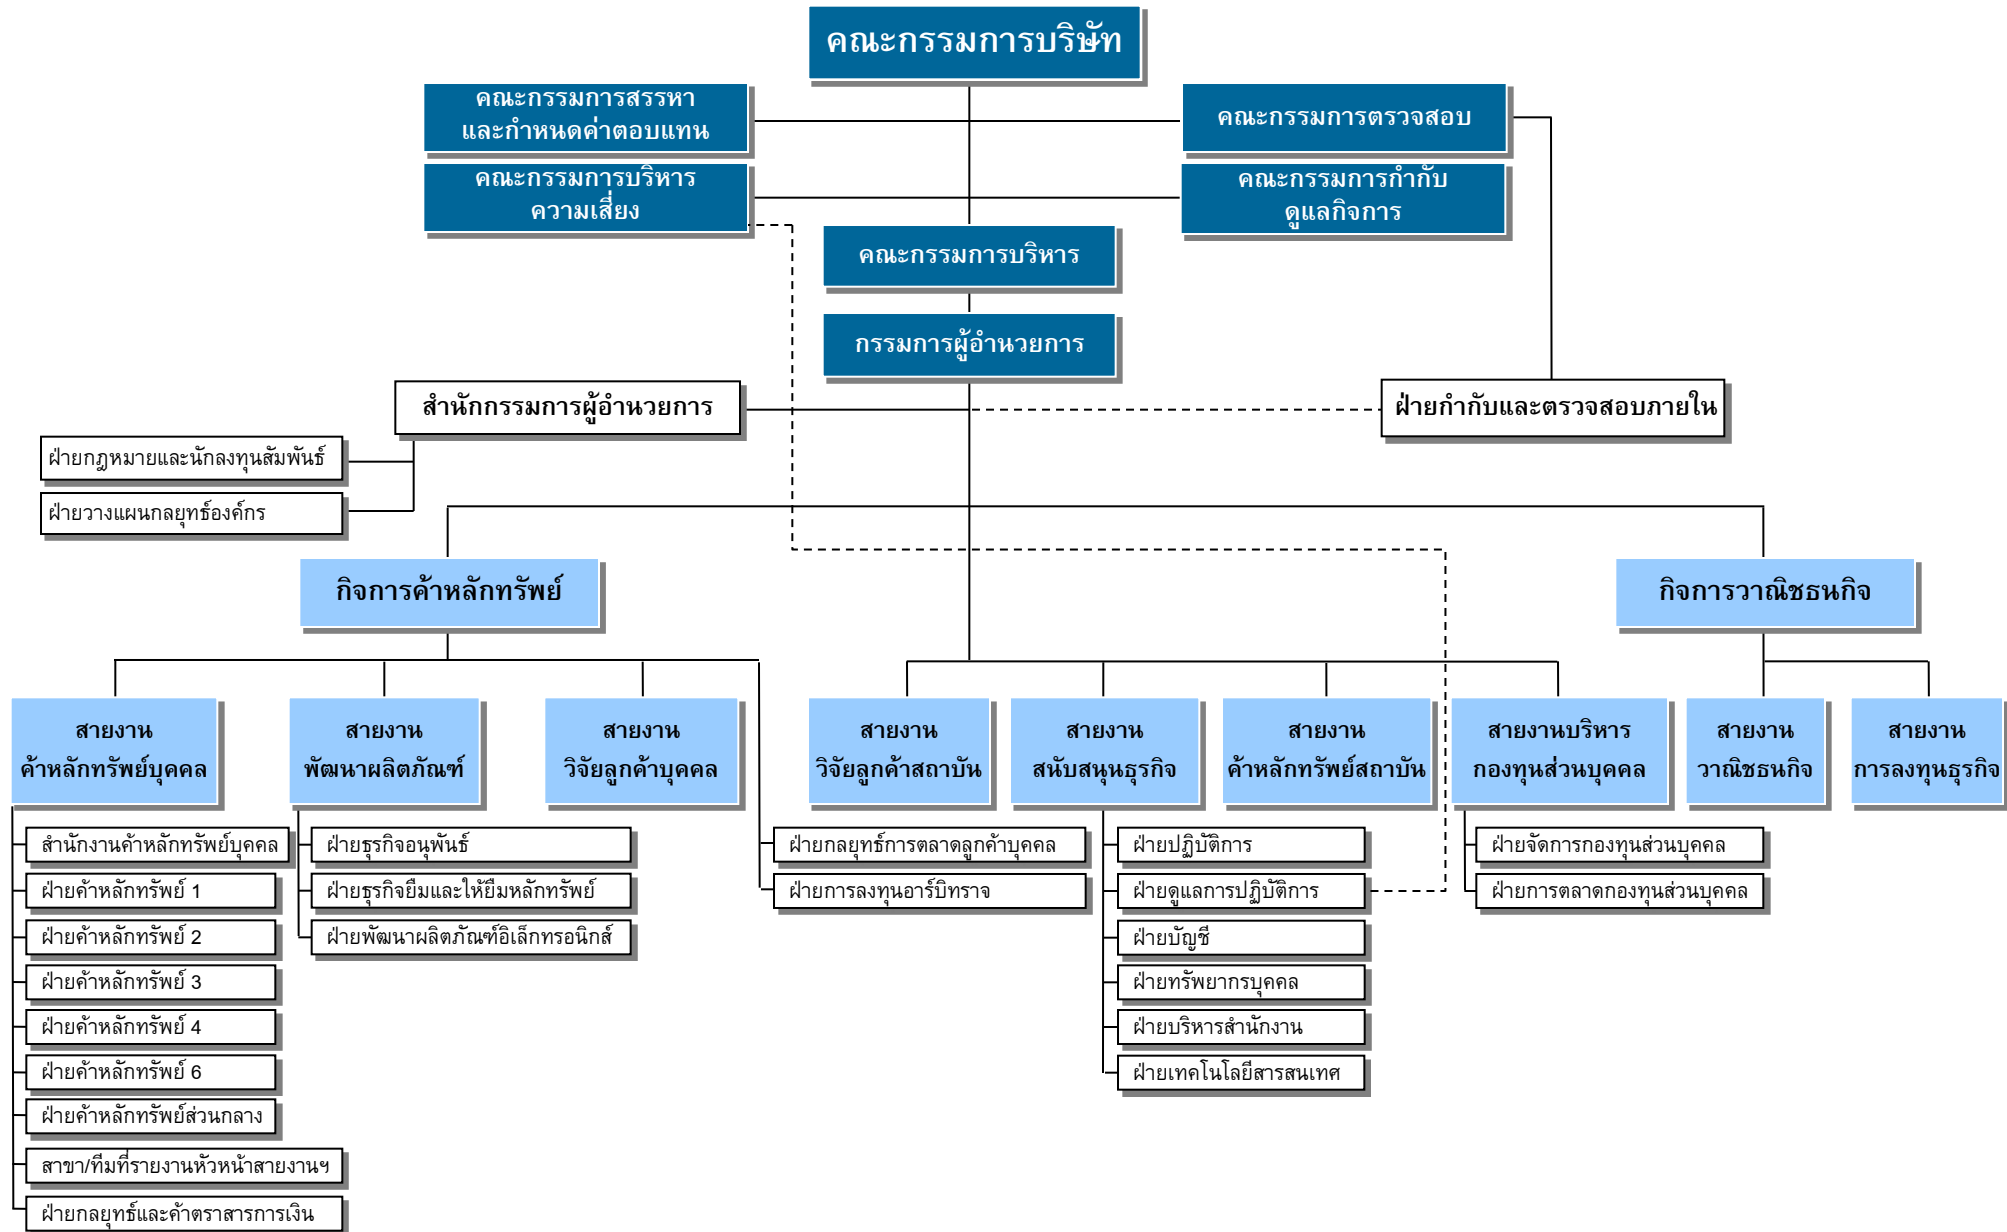 คณะกรรมการบริษัท
คณะกรรมการสรรหา
และกำหนดค่าตอบแทน
คณะกรรมการตรวจสอบ
คณะกรรมการบริหาร
ความเสี่ยง
คณะกรรมการกำกับ
ดูแลกิจการ
คณะกรรมการบริหาร
กรรมการผู้อำนวยการ
สำนักกรรมการผู้อำนวยการ
ฝ่ายกำกับและตรวจสอบภายใน
ฝ่ายกฎหมายและนักลงทุนสัมพันธ์
ฝ่ายวางแผนกลยุทธ์องค์กร
กิจการค้าหลักทรัพย์
กิจการวาณิชธนกิจ
สายงาน
ค้าหลักทรัพย์บุคคล
สายงาน
พัฒนาผลิตภัณฑ์
สายงาน
วิจัยลูกค้าบุคคล
สายงาน
วิจัยลูกค้าสถาบัน
สายงาน
สนับสนุนธุรกิจ
สายงาน
ค้าหลักทรัพย์สถาบัน
สายงานบริหาร
กองทุนส่วนบุคคล
สายงาน
วาณิชธนกิจ
สายงาน
การลงทุนธุรกิจ
สำนักงานค้าหลักทรัพย์บุคคล
ฝ่ายค้าหลักทรัพย์ 1
ฝ่ายค้าหลักทรัพย์ 2
ฝ่ายค้าหลักทรัพย์ 3
ฝ่ายค้าหลักทรัพย์ 4
ฝ่ายค้าหลักทรัพย์ 6
ฝ่ายค้าหลักทรัพย์ส่วนกลาง
สาขา/ทีมที่รายงานหัวหน้าสายงานฯ
ฝ่ายกลยุทธ์และค้าตราสารการเงิน
ฝ่ายธุรกิจอนุพันธ์
ฝ่ายธุรกิจยืมและให้ยืมหลักทรัพย์
ฝ่ายพัฒนาผลิตภัณฑ์อิเล็กทรอนิกส์
ฝ่ายกลยุทธ์การตลาดลูกค้าบุคคล
ฝ่ายการลงทุนอาร์บิทราจ
ฝ่ายปฏิบัติการ
ฝ่ายดูแลการปฏิบัติการ
ฝ่ายบัญชี
ฝ่ายทรัพยากรบุคคล
ฝ่ายบริหารสำนักงาน
ฝ่ายเทคโนโลยีสารสนเทศ
ฝ่ายจัดการกองทุนส่วนบุคคล
ฝ่ายการตลาดกองทุนส่วนบุคคล